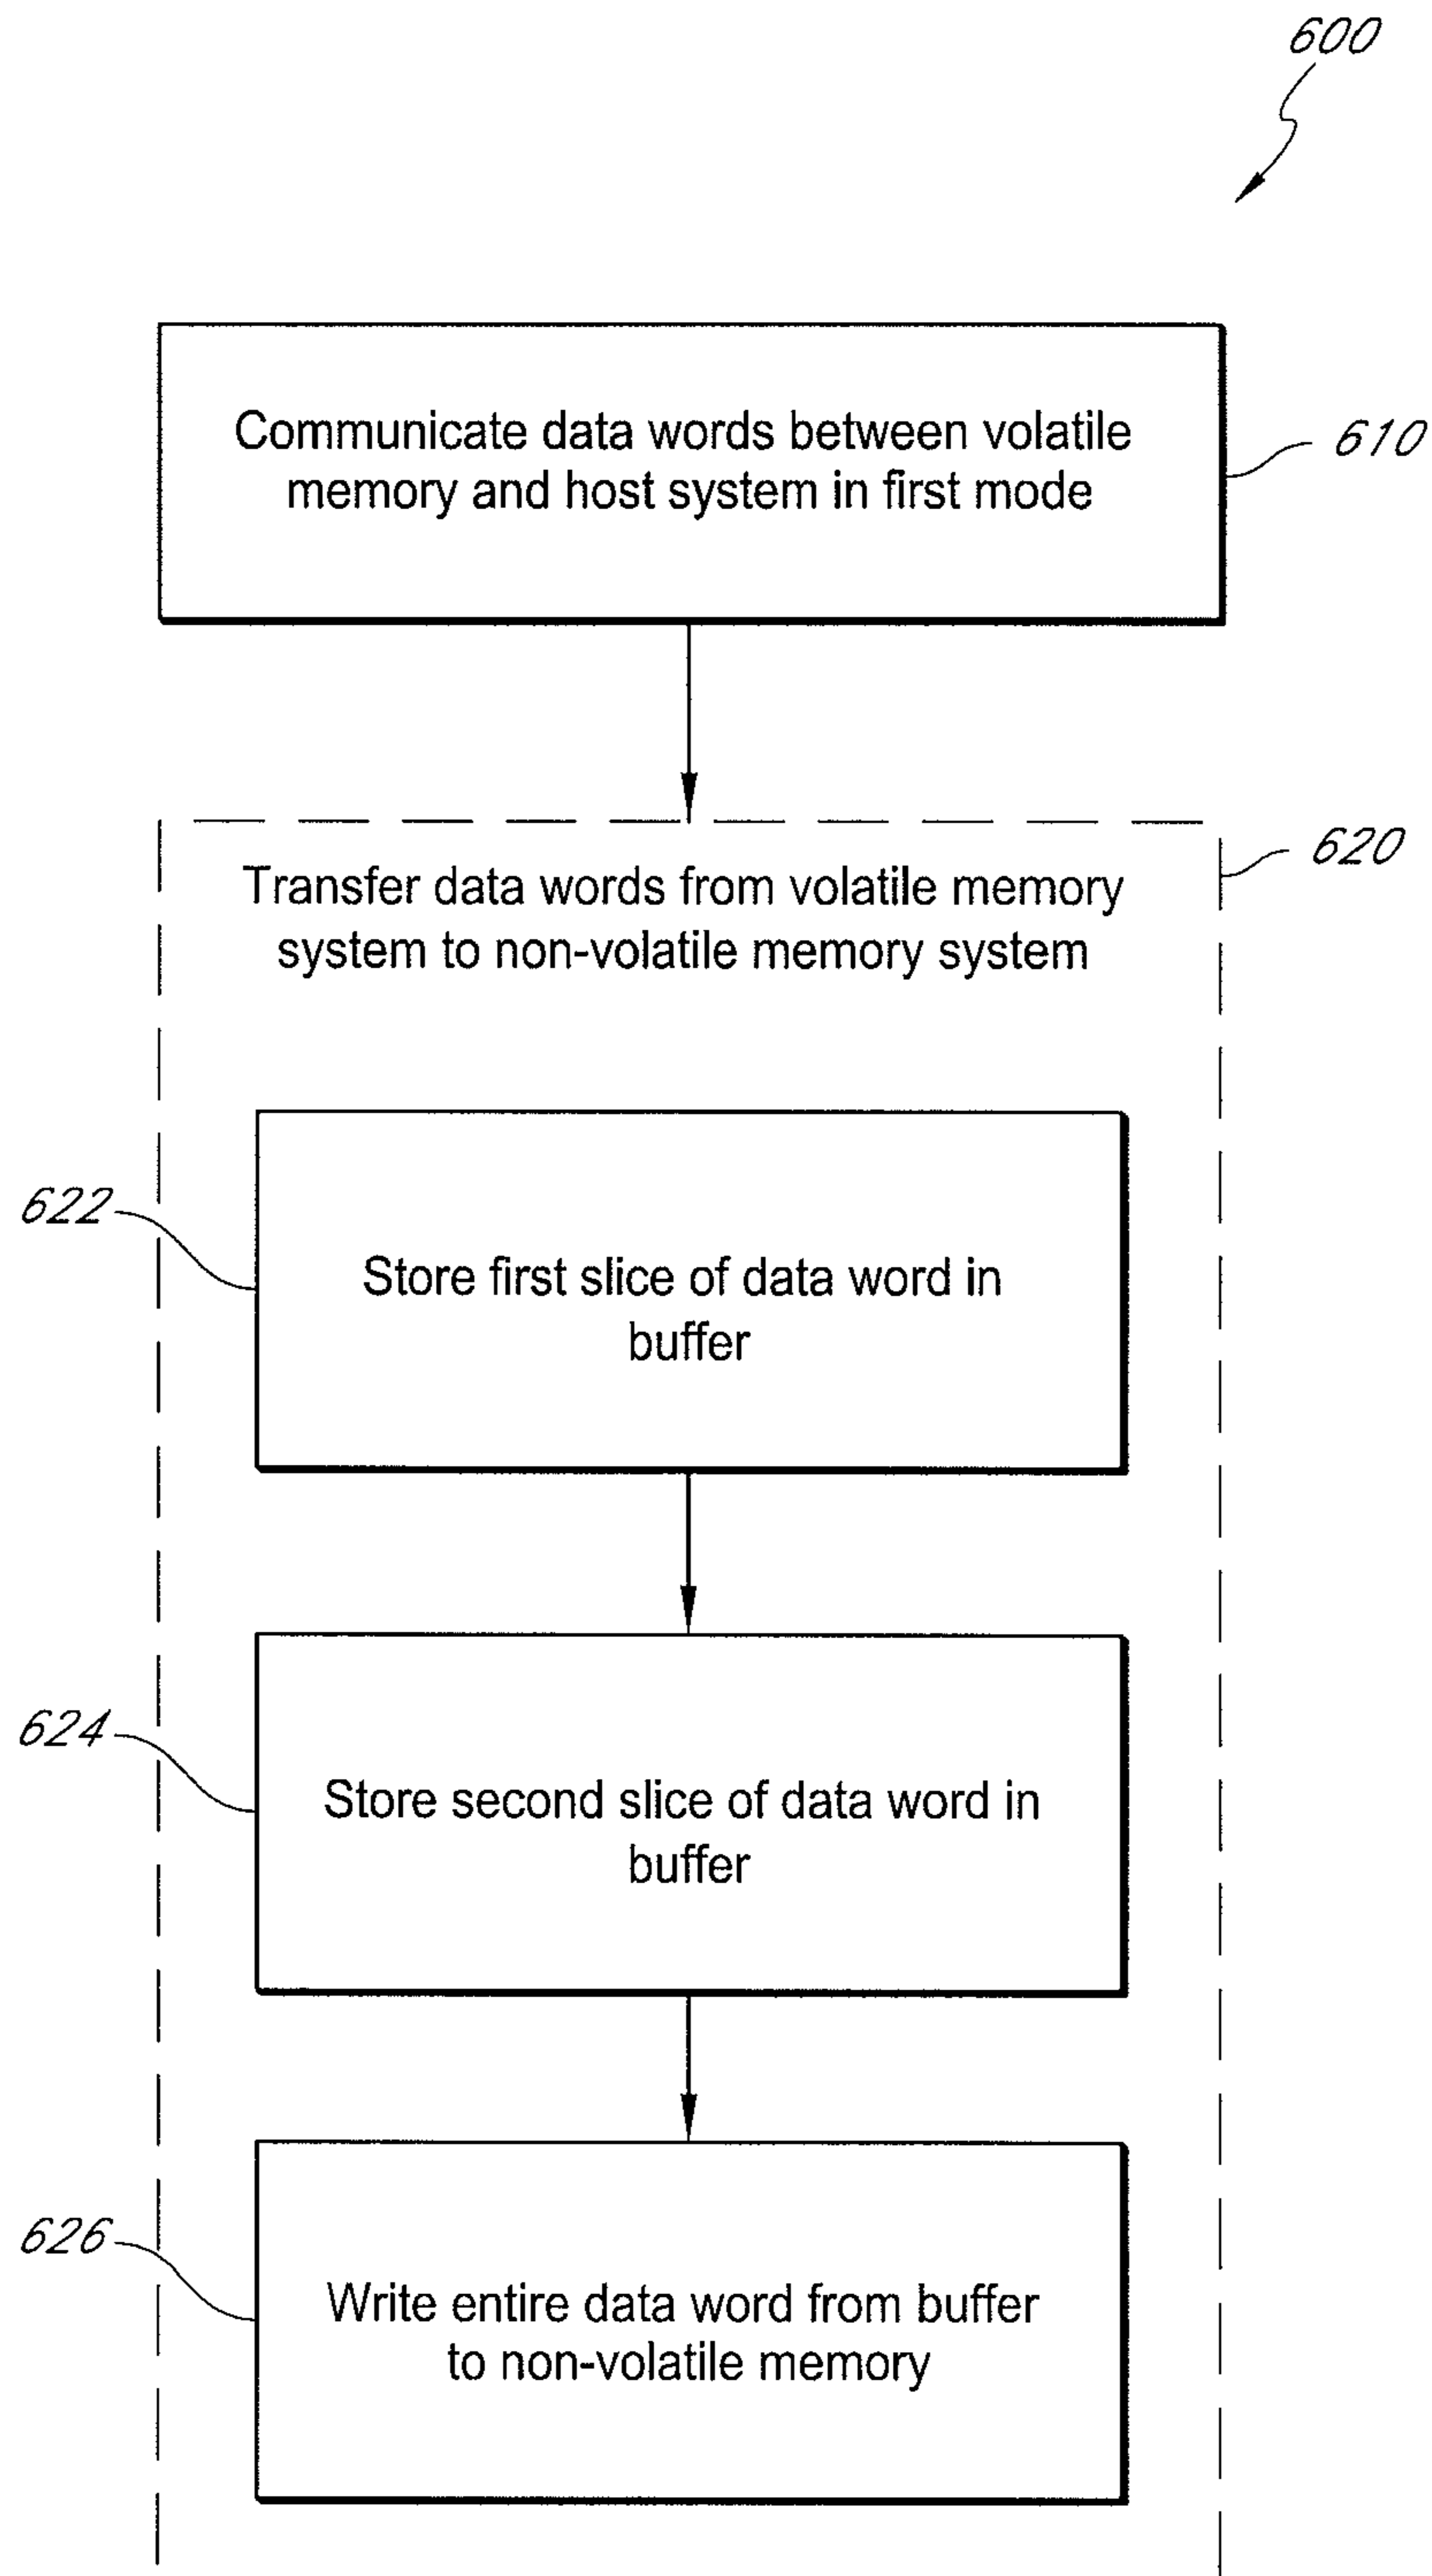 600
Communicate data words between volatile
memory and host system in first mode
610
620
Transfer data words from volatile memory
system to non-volatile memory system
622
Store first slice of data word in
buffer
624
Store second slice of data word in
buffer
626
Write entire data word from buffer
to non-volatile memory